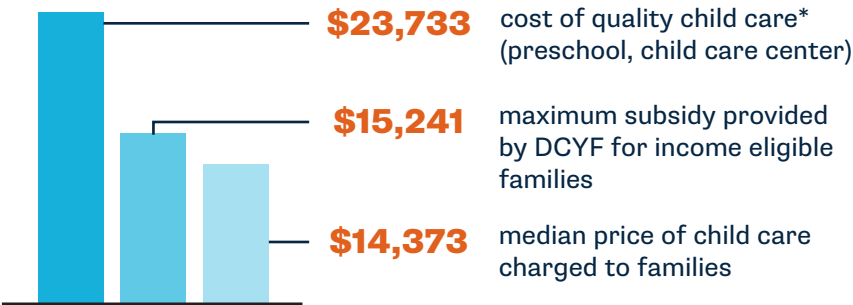 $23,733 cost of quality child care*
(preschool, child care center)
$15,241 maximum subsidy provided
by DCYF for income eligible
families
$14,373 median price of child care
charged to families